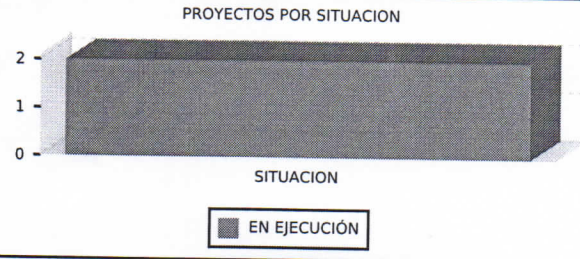 PROYECTOS POR SITUACION
2
1
0
SITUACION
EN EJECUCIÓN